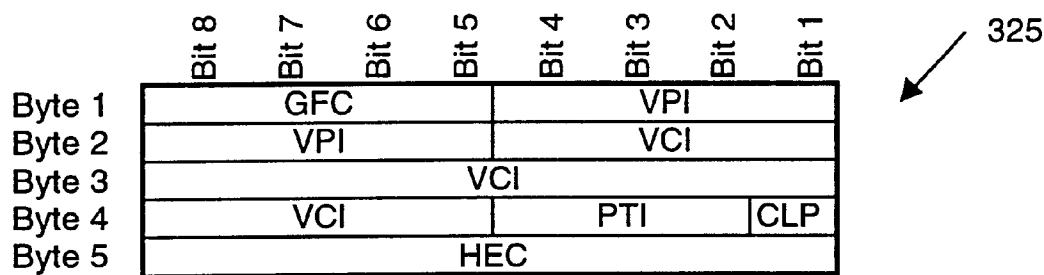 Bit 8 Bit 7 Bit 6 Bit 5 Bit 4 Bit 3 Bit 2 Bit 1
325
Byte 1 GFC VPI
Byte 2 VPI VCI
Byte 3 VCI
Byte 4 VCI PTI CLP
Byte 5 HEC